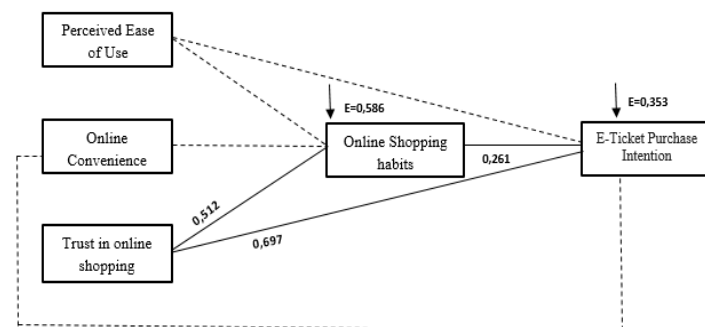 Perceived Ease
of Use
E=0,586
E=0,353
Online
Convenience
Online Shopping
habits
E-Ticket Purchase
Intention
0,261
0,512
0,697
Trust in online
shopping